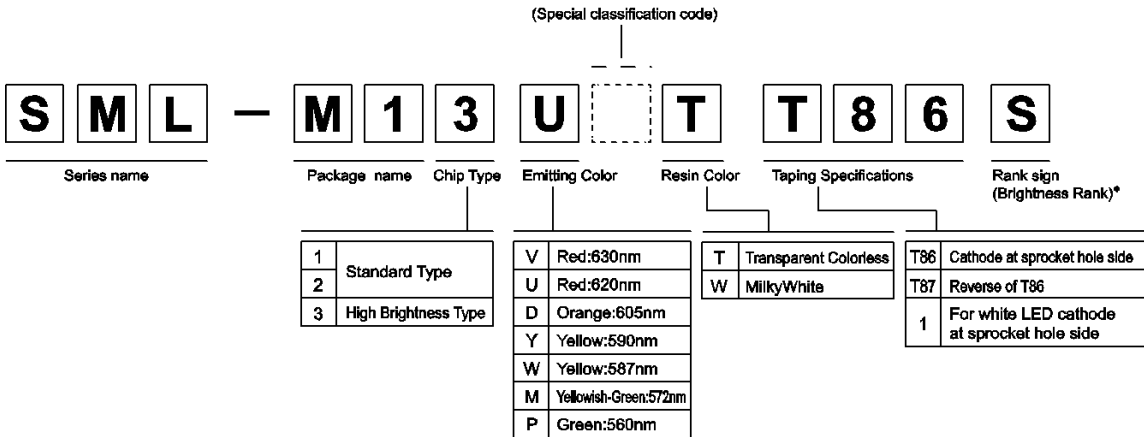 (Special classification code)
S M L – M 1 3 U T T 8 6 S
Series name Package name Chip Type Emitting Color Resin Color Taping Specifications Rank sign
(Brightness Rank)*
1 Standard Type
2
3 High Brightness Type
V Red:630nm
U Red:620nm
D Orange:605nm
Y Yellow:590nm
W Yellow:587nm
M Yellowish-Green:572nm
P Green:560nm
T Transparent Colorless
W MilkyWhite
T86 Cathode at sprocket hole side
T87 Reverse of T86
1 For white LED cathode
at sprocket hole side